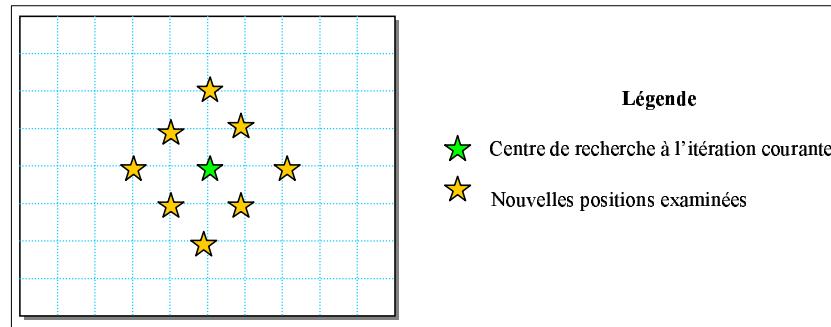 Légende
Centre de recherche à l’itération courante
Nouvelles positions examinées